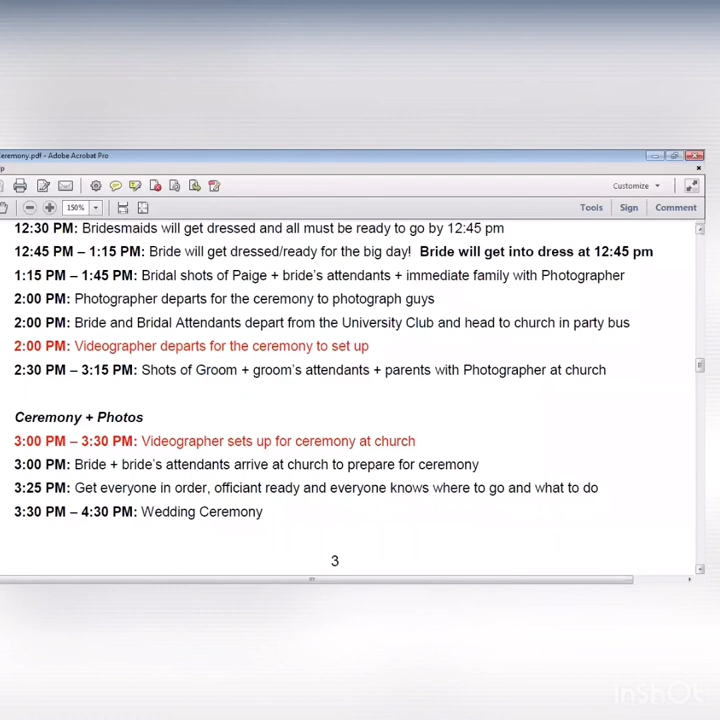 eremony.pdf - Adobe Acrobat Pro
p
Customize
150%
Tools Sign Comment
12:30 PM: Bridesmaids will get dressed and all must be ready to go by 12:45 pm
12:45 PM – 1:15 PM: Bride will get dressed/ready for the big day! Bride will get into dress at 12:45 pm
1:15 PM – 1:45 PM: Bridal shots of Paige + bride's attendants + immediate family with Photographer
2:00 PM: Photographer departs for the ceremony to photograph guys
2:00 PM: Bride and Bridal Attendants depart from the University Club and head to church in party bus
2:00 PM: Videographer departs for the ceremony to set up
2:30 PM – 3:15 PM: Shots of Groom + groom's attendants + parents with Photographer at church
Ceremony + Photos
3:00 PM – 3:30 PM: Videographer sets up for ceremony at church
3:00 PM: Bride + bride's attendants arrive at church to prepare for ceremony
3:25 PM: Get everyone in order, officiant ready and everyone knows where to go and what to do
3:30 PM – 4:30 PM: Wedding Ceremony
3
InShOt